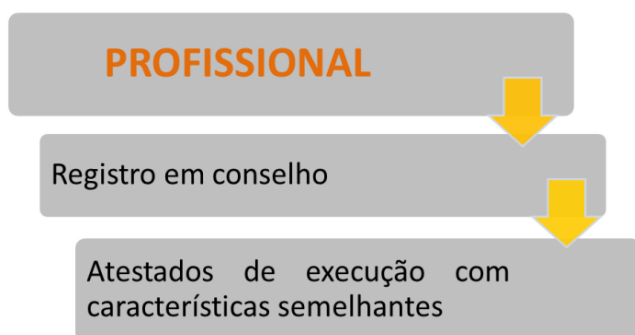 PROFISSIONAL
Registro em conselho
Atestados de execução com
características semelhantes